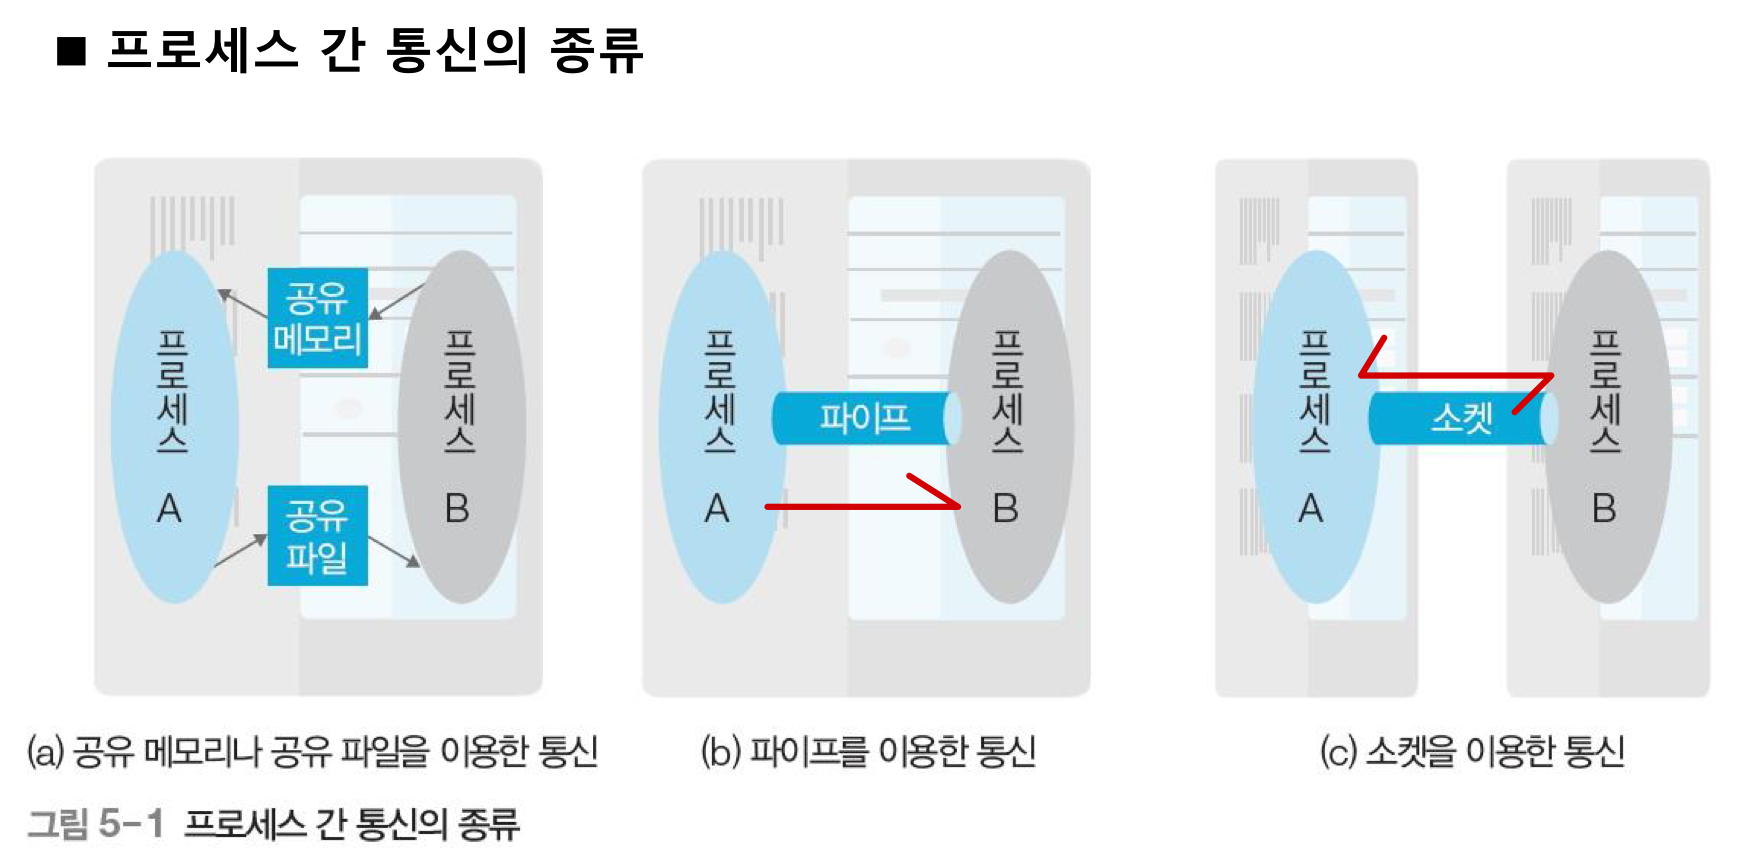 ■ 프로세스 간 통신의 종류
프로세스 A
공유
메모리
공유
파일
프로세스 B
프로세스 A
파이프
프로세스 B
프로세스 A
소켓
프로세스 B
(a) 공유 메모리나 공유 파일을 이용한 통신
(b) 파이프를 이용한 통신
(c) 소켓을 이용한 통신
그림 5-1 프로세스 간 통신의 종류